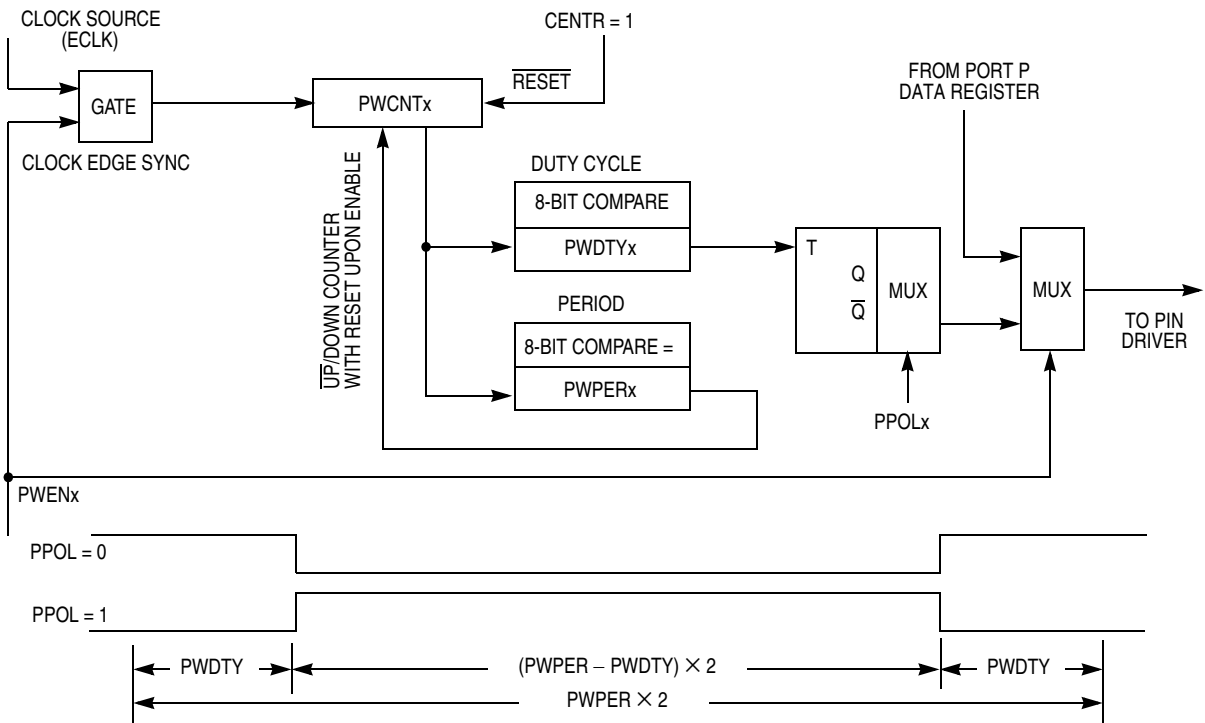 CLOCK SOURCE
(ECLK)
CENTR = 1
RESET
FROM PORT P
DATA REGISTER
GATE
PWCNTx
CLOCK EDGE SYNC
UP/DOWN COUNTER
WITH RESET UPON ENABLE
DUTY CYCLE
8-BIT COMPARE
PWDTYx
PERIOD
8-BIT COMPARE =
PWPERx
T
Q
Q
MUX
MUX
TO PIN
DRIVER
PPOLx
PWENx
PPOL = 0
PPOL = 1
PWDTY
(PWPER – PWDTY) × 2
PWDTY
PWPER × 2